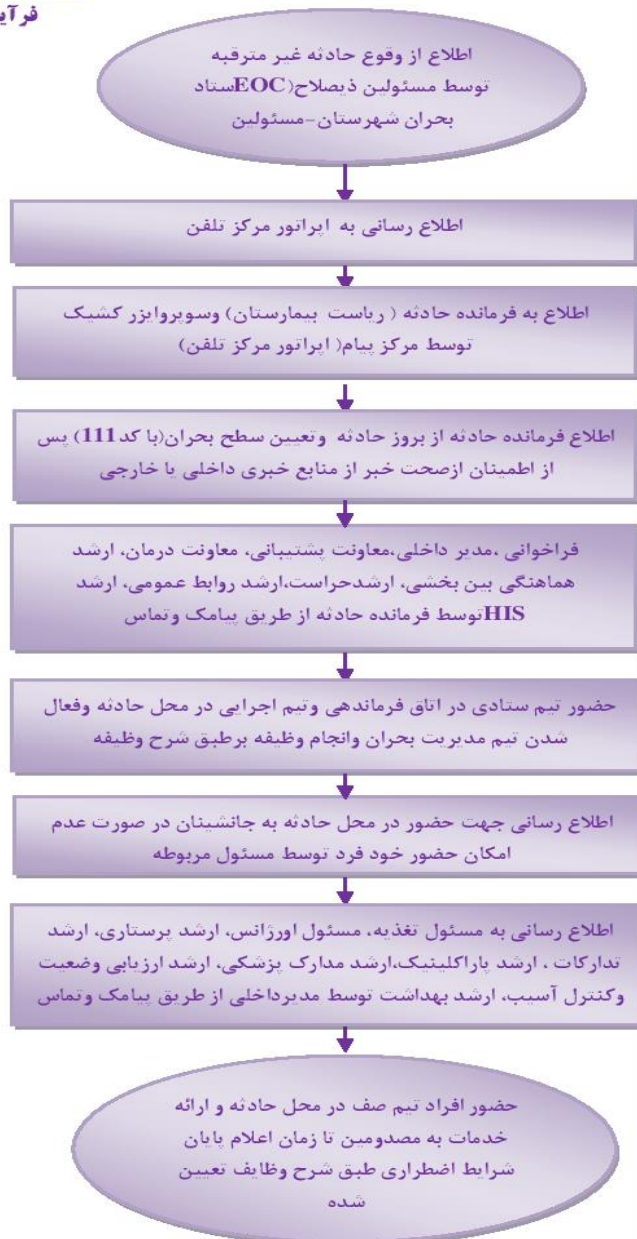 اطلاع از وقوع حادثه غیر مترقبه
توسط مسئولین ذیصلاح(EOCستاد
بحران شهرستان-مسئولین
اطلاع رسانی به اپراتور مرکز تلفن
اطلاع به فرمانده حادثه ( ریاست بیمارستان) وسوپروایزر کشیک
توسط مرکز پیام( اپراتور مرکز تلفن)
اطلاع فرمانده حادثه از بروز حادثه وتعیین سطح بحران(با کد111) پس
از اطمینان ازصحت خبر از منابع خبری داخلی یا خارجی
فراخوانی ،مدیر داخلی،معاونت پشتیبانی، معاونت درمان، ارشد
هماهنگی بین بخشی، ارشدحراست،ارشد روابط عمومی، ارشد
HISتوسط فرمانده حادثه از طریق پیامک وتماس
حضور تیم ستادی در اتاق فرماندهی وتیم اجرایی در محل حادثه وفعال
شدن تیم مدیریت بحران وانجام وظیفه برطبق شرح وظیفه
اطلاع رسانی جهت حضور در محل حادثه به جانشینان در صورت عدم
امکان حضور خود فرد توسط مسئول مربوطه
اطلاع رسانی به مسئول تغذیه، مسئول اورژانس، ارشد پرستاری، ارشد
تدارکات ، ارشد پاراکلینیک،ارشد مدارک پزشکی، ارشد ارزیابی وضعیت
وکنترل آسیب، ارشد بهداشت توسط مدیرداخلی از طریق پیامک وتماس
حضور افراد تیم صف در محل حادثه و ارائه
خدمات به مصدومین تا زمان اعلام پایان
شرایط اضطراری طبق شرح وظایف تعیین
شده